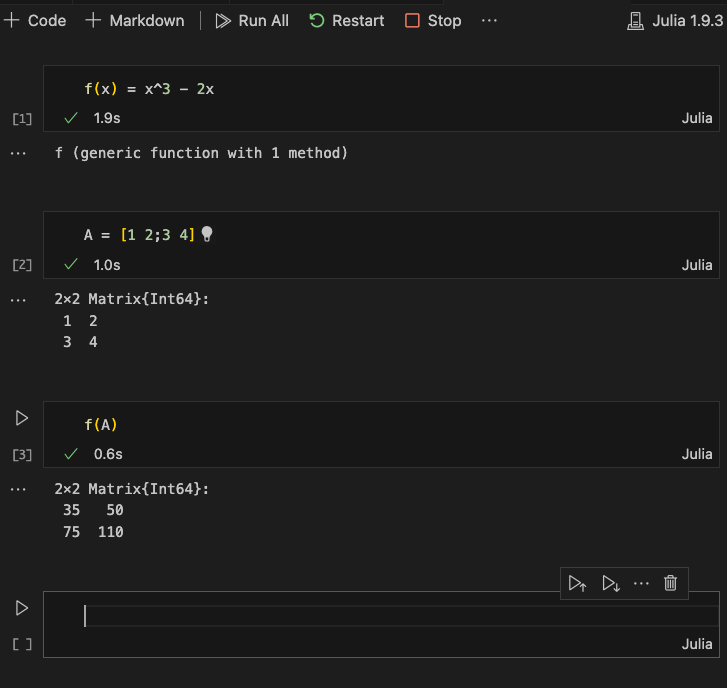 Code Markdown Run All Restart Stop ... Julia 1.9.3
f(x) = x^3 - 2x
[1] 1.9s Julia
... f (generic function with 1 method)
A = [1 2;3 4]
[2] 1.0s Julia
... 2×2 Matrix{Int64}:
1 2
3 4
f(A)
[3] 0.6s Julia
... 2×2 Matrix{Int64}:
35 50
75 110
...
[ ] Julia